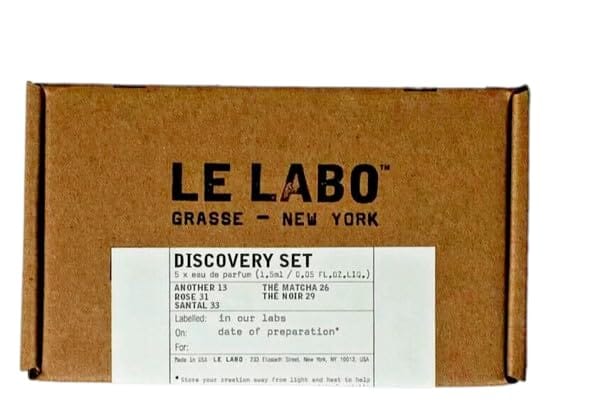 LE LABO™
GRASSE – NEW YORK
DISCOVERY SET
5 x eau de parfum (1,5ml / 0,05 FL.OZ.LIQ.)
ANOTHER 13 THÉ MATCHA 26
ROSE 31 THÉ NOIR 29
SANTAL 33
Labelled: in our labs
On: date of preparation*
For:
Made in USA · LE LABO · 233 Elizabeth Street, New York, NY 10012, USA
* Store your creation away from light and heat to help